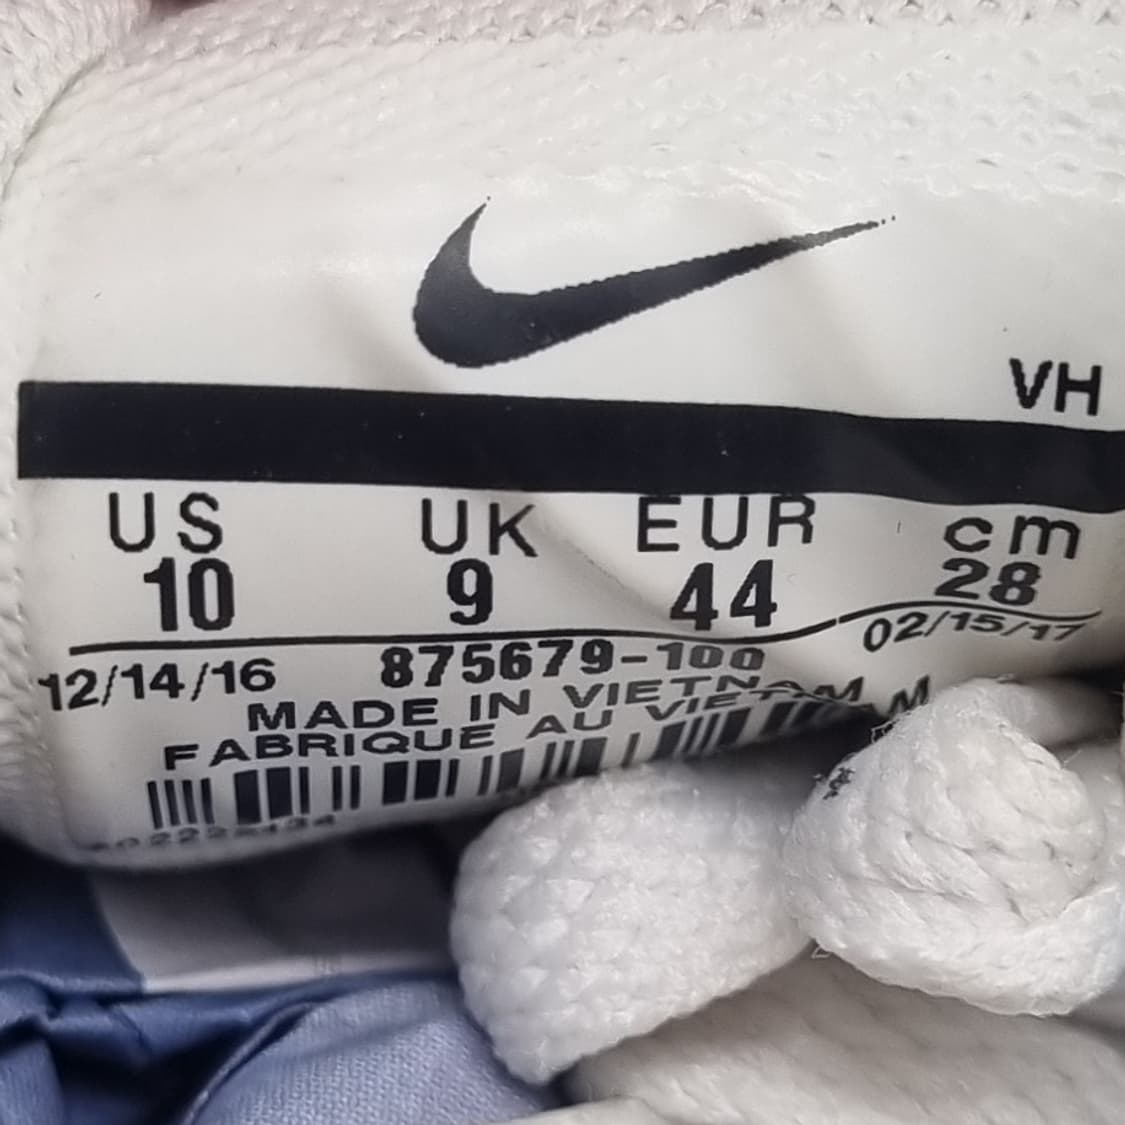 VH
US UK EUR cm
10 9 44 28
12/14/16 875679-100 02/15/17
MADE IN VIETNAM
FABRIQUE AU VIETNAM